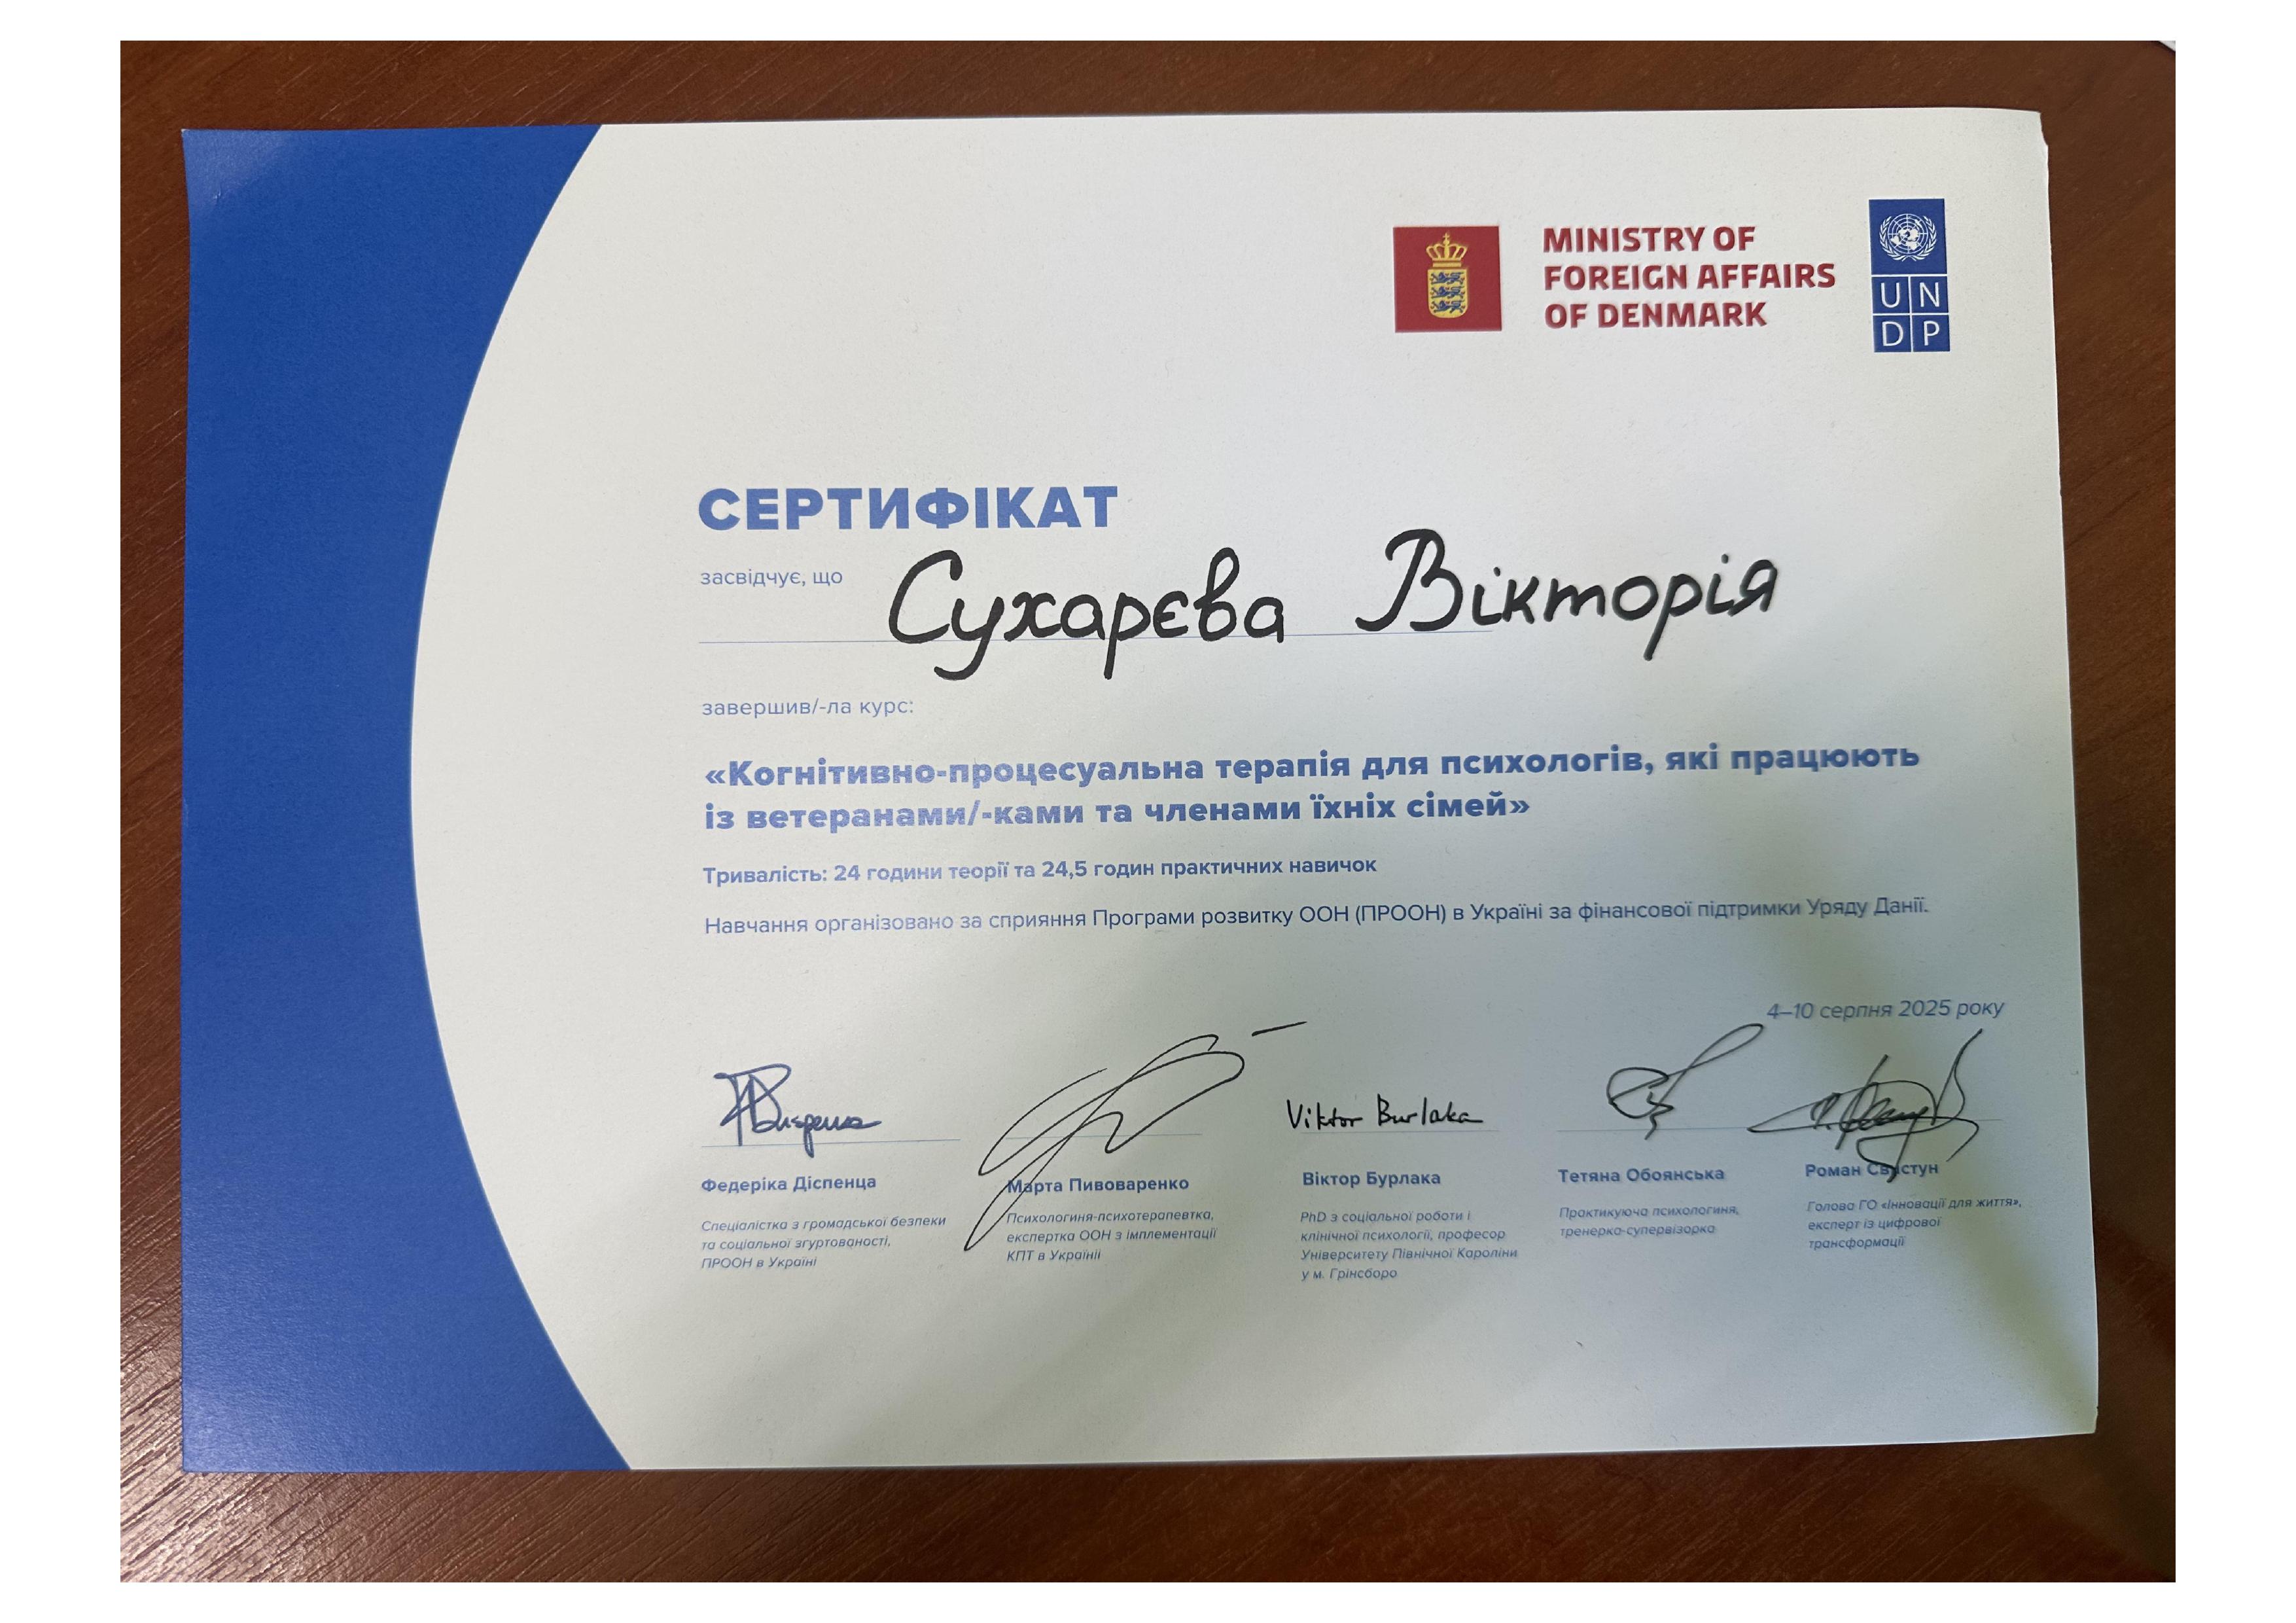 MINISTRY OF
FOREIGN AFFAIRS
OF DENMARK
U N
D P
СЕРТИФІКАТ
засвідчує, що
Сухарєва Вікторія
завершив/-ла курс:
«Когнітивно-процесуальна терапія для психологів, які працюють
із ветеранами/-ками та членами їхніх сімей»
Тривалість: 24 години теорії та 24,5 годин практичних навичок
Навчання організовано за сприяння Програми розвитку ООН (ПРООН) в Україні за фінансової підтримки Уряду Данії.
4–10 серпня 2025 року
Viktor Burlaka
Федеріка Діспенца
Спеціалістка з громадської безпеки
та соціальної згуртованості,
ПРООН в Україні
Марта Пивоваренко
Психологиня-психотерапевтка,
експертка ООН з імплементації
КПТ в Україніі
Віктор Бурлака
PhD з соціальної роботи і
клінічної психології, професор
Університету Північної Кароліни
у м. Грінсборо
Тетяна Обоянська
Практикуюча психологиня,
тренерка-супервізорка
Роман Свистун
Голова ГО «Інновації для життя»,
експерт із цифрової
трансформації